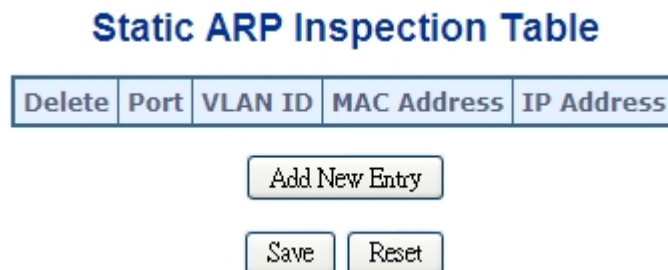 Static ARP Inspection Table
Delete Port VLAN ID MAC Address IP Address
Add New Entry
Save Reset